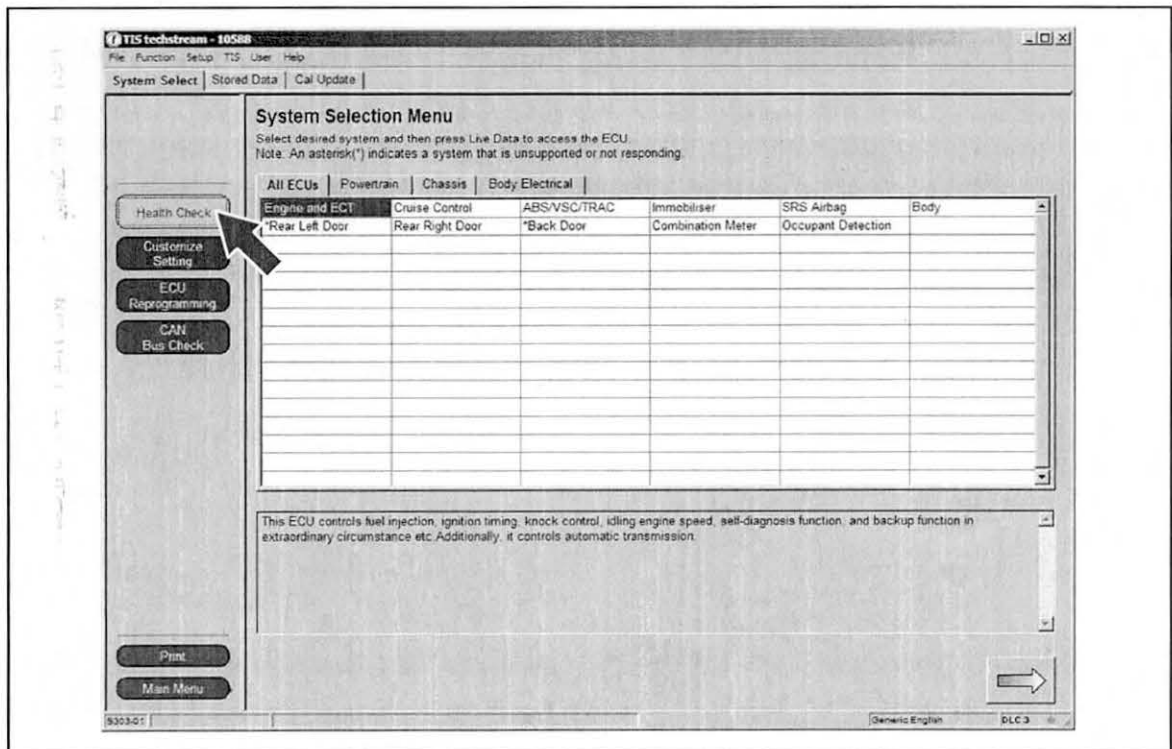 TIS techstream - 10588
File Function Setup TIS User Help
System Select Stored Data Cal Update
System Selection Menu
Select desired system and then press Live Data to access the ECU.
Note: An asterisk(*) indicates a system that is unsupported or not responding.
All ECUs Powertrain Chassis Body Electrical
Engine and ECT Cruise Control ABS/VSC/TRAC Immobiliser SRS Airbag Body
*Rear Left Door Rear Right Door *Back Door Combination Meter Occupant Detection
Health Check
Customize
Setting
ECU
Reprogramming
CAN
Bus Check
This ECU controls fuel injection, ignition timing, knock control, idling engine speed, self-diagnosis function, and backup function in
extraordinary circumstance etc.Additionally, it controls automatic transmission.
Print
Main Menu
S303-01 Generic English DLC 3